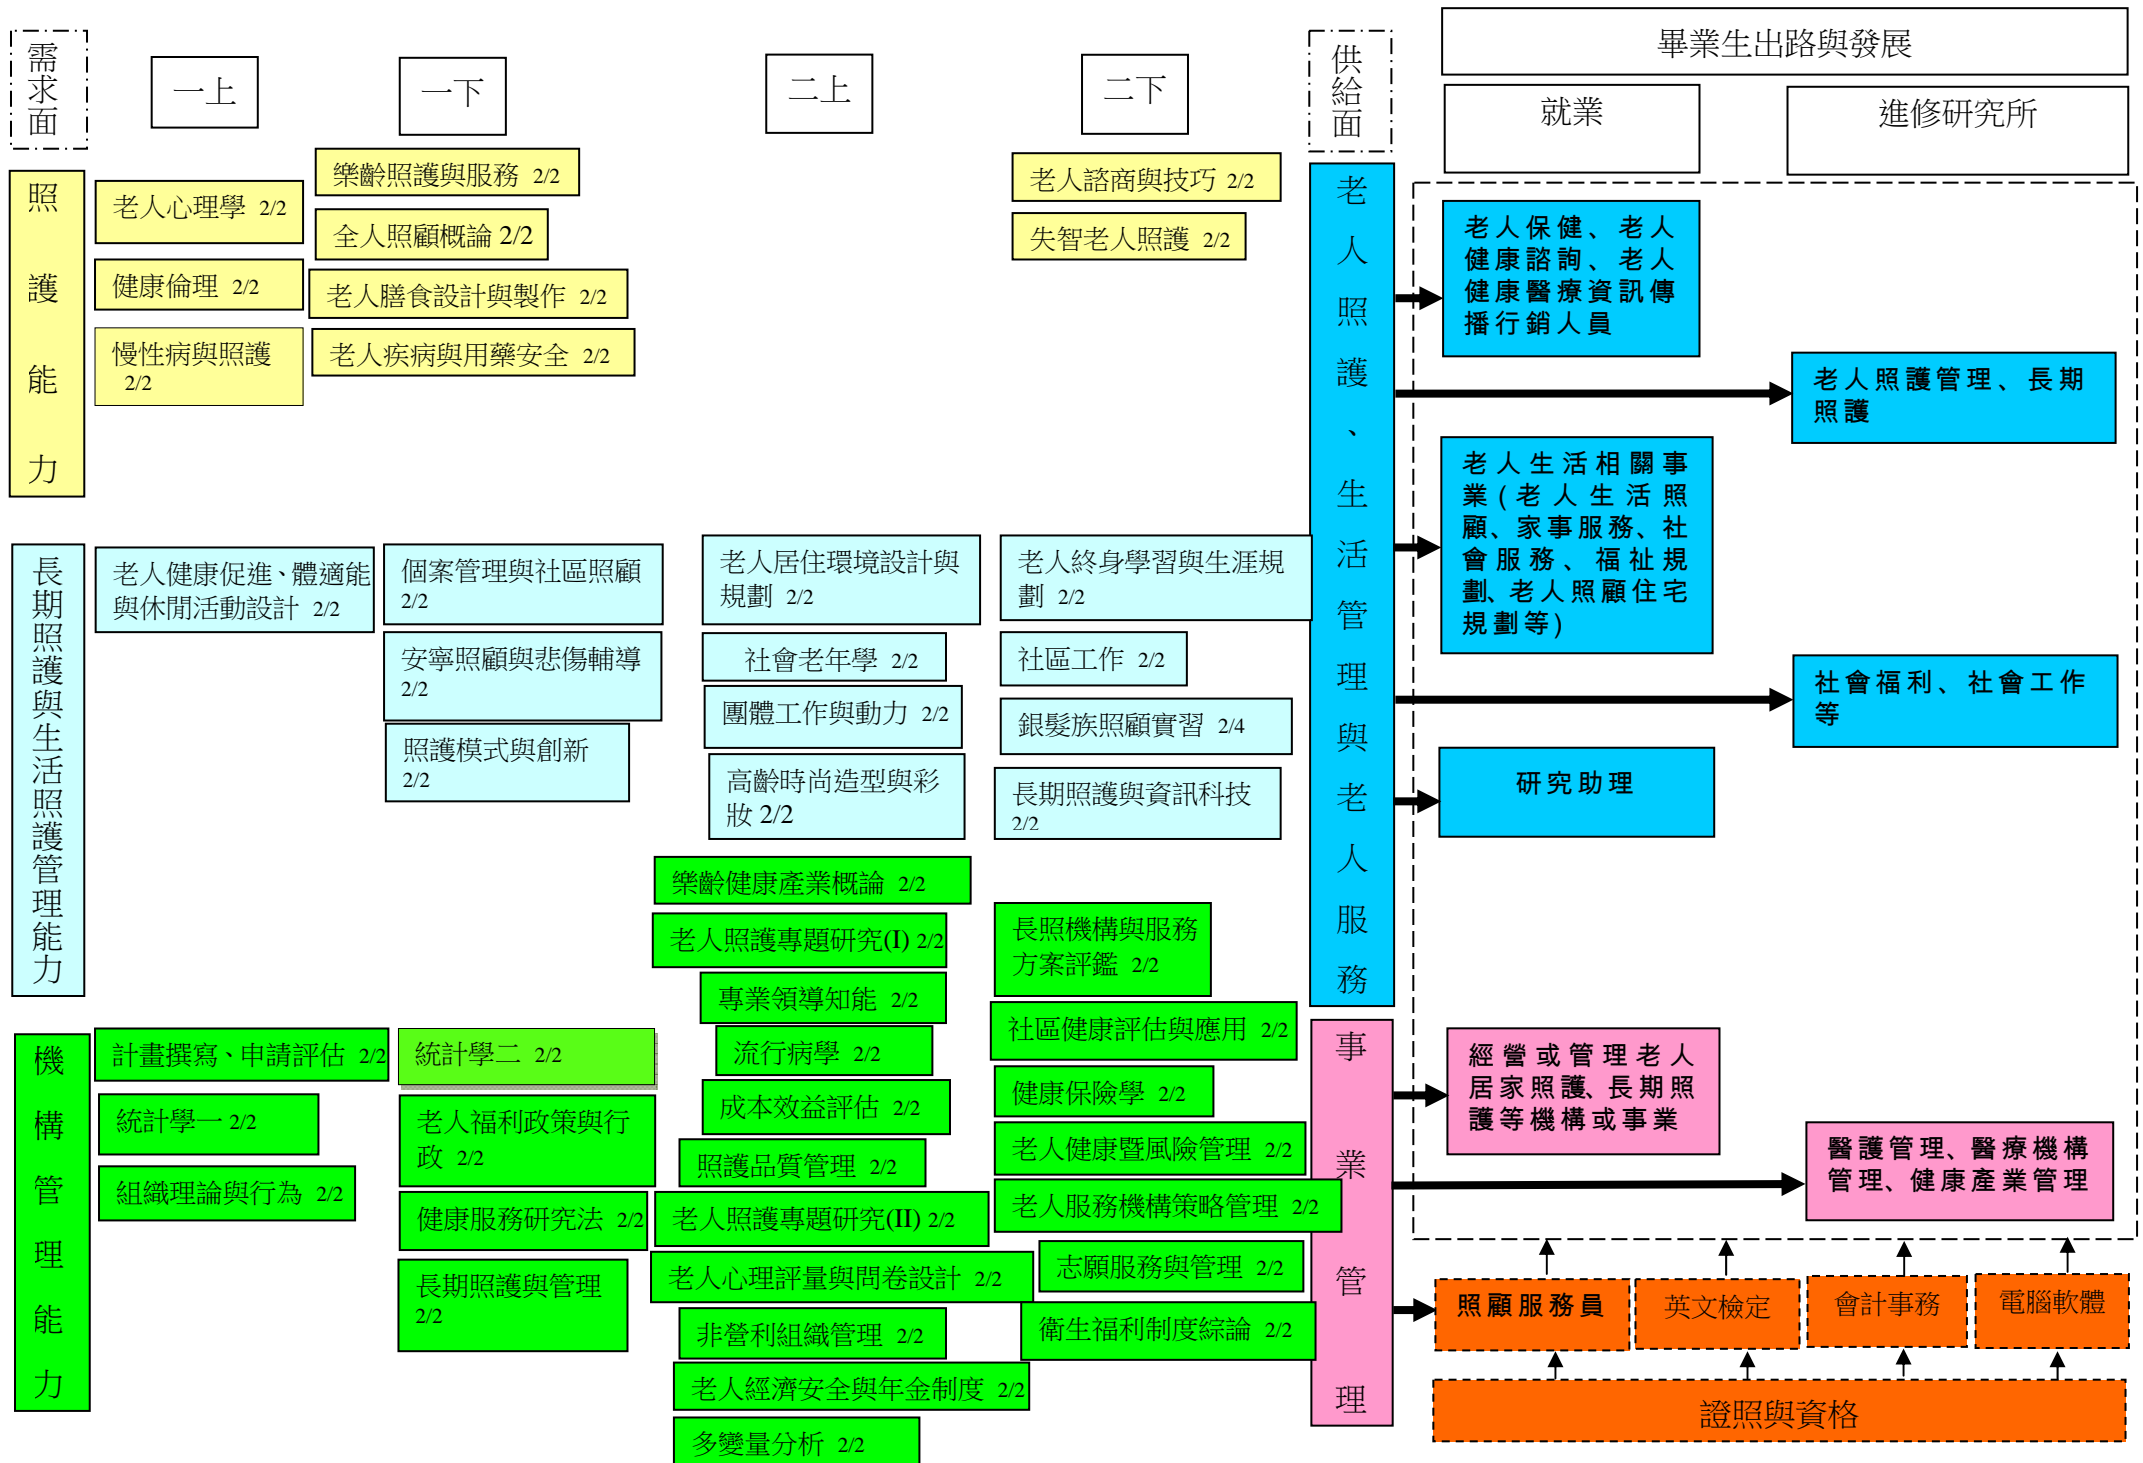 需求面
一上
一下
二上
二下
供給面
畢業生出路與發展
就業
進修研究所
照護能力
老人心理學 2/2
健康倫理 2/2
慢性病與照護
2/2
樂齡照護與服務 2/2
全人照顧概論 2/2
老人膳食設計與製作 2/2
老人疾病與用藥安全 2/2
老人諮商與技巧 2/2
失智老人照護 2/2
長期照護與生活照護管理能力
老人健康促進、體適能
與休閒活動設計 2/2
個案管理與社區照顧
2/2
安寧照顧與悲傷輔導
2/2
照護模式與創新
2/2
老人居住環境設計與
規劃 2/2
社會老年學 2/2
團體工作與動力 2/2
高齡時尚造型與彩
妝 2/2
老人終身學習與生涯規
劃 2/2
社區工作 2/2
銀髮族照顧實習 2/4
長期照護與資訊科技
2/2
機構管理能力
計畫撰寫、申請評估 2/2
統計學一 2/2
組織理論與行為 2/2
統計學二 2/2
老人福利政策與行
政 2/2
健康服務研究法 2/2
長期照護與管理
2/2
樂齡健康產業概論 2/2
老人照護專題研究(I) 2/2
專業領導知能 2/2
流行病學 2/2
成本效益評估 2/2
照護品質管理 2/2
老人照護專題研究(II) 2/2
老人心理評量與問卷設計 2/2
非營利組織管理 2/2
老人經濟安全與年金制度 2/2
多變量分析 2/2
長照機構與服務
方案評鑑 2/2
社區健康評估與應用 2/2
健康保險學 2/2
老人健康暨風險管理 2/2
老人服務機構策略管理 2/2
志願服務與管理 2/2
衛生福利制度綜論 2/2
老人照護、生活管理與老人服務
事業管理
老人保健、老人
健康諮詢、老人
健康醫療資訊傳
播行銷人員
老人照護管理、長期
照護
老人生活相關事
業(老人生活照
顧、家事服務、社
會服務、福祉規
劃、老人照顧住宅
規劃等)
社會福利、社會工作
等
研究助理
經營或管理老人
居家照護、長期照
護等機構或事業
醫護管理、醫療機構
管理、健康產業管理
照顧服務員
英文檢定
會計事務
電腦軟體
證照與資格